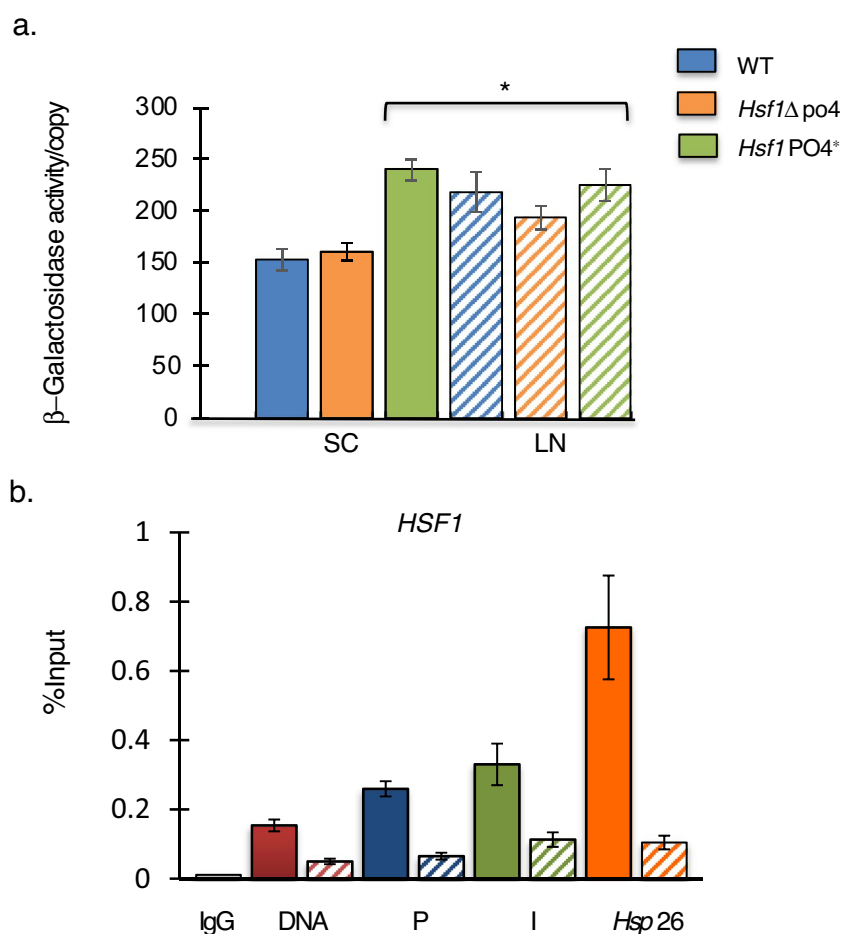 a.
WT
Hsf1Δ po4
Hsf1 PO4*
*
β–Galactosidase activity/copy
300
250
200
150
100
50
0
SC LN
b.
HSF1
%Input
1
0.8
0.6
0.4
0.2
0
IgG DNA P I Hsp 26